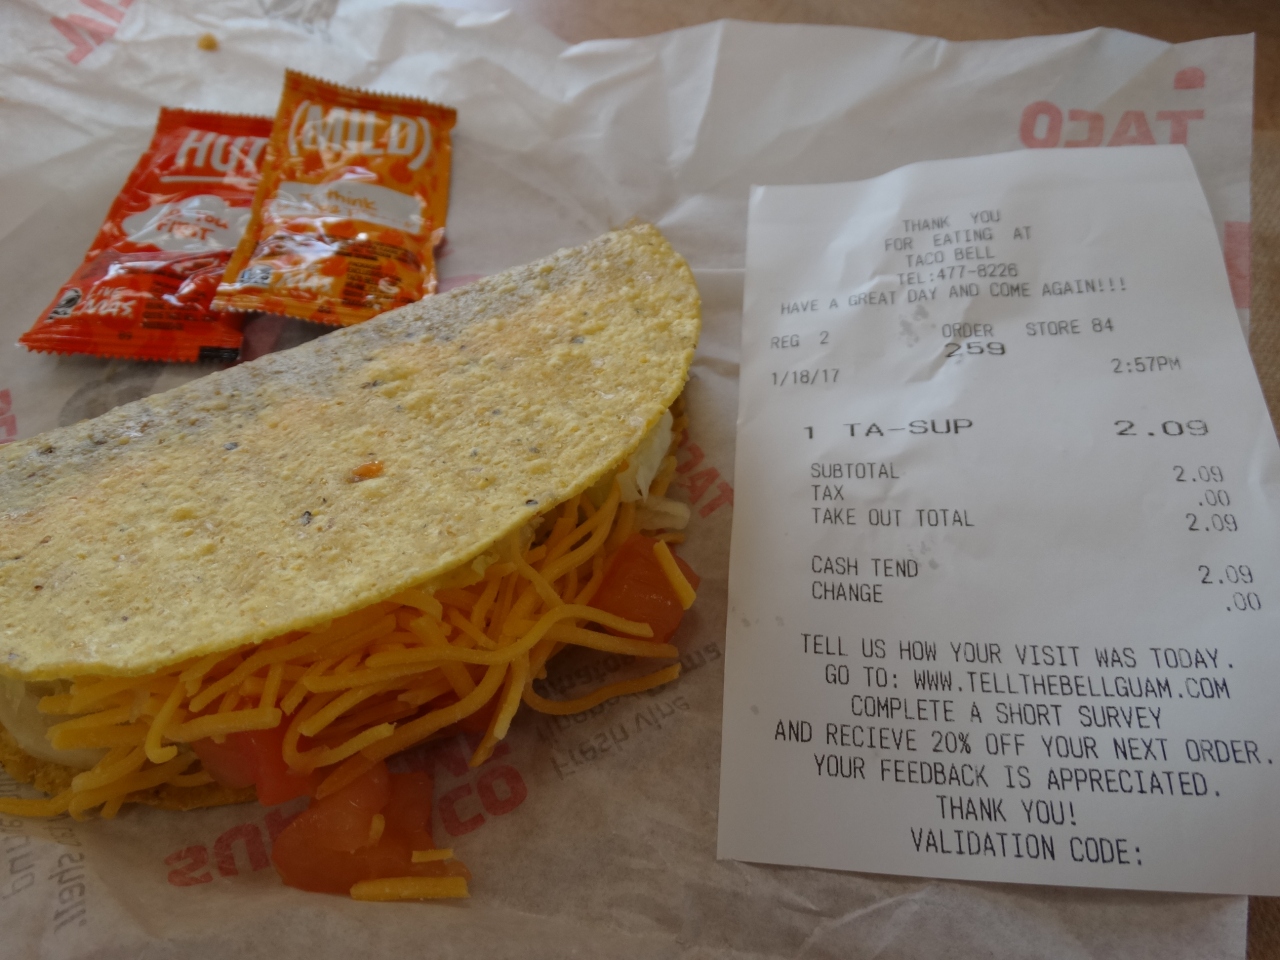 HOT
(MILD)
think
TACO
THANK YOU
FOR EATING AT
TACO BELL
TEL:477-8226
HAVE A GREAT DAY AND COME AGAIN!!!
REG 2 ORDER STORE 84
259
1/18/17 2:57PM
1 TA-SUP 2.09
SUBTOTAL 2.09
TAX .00
TAKE OUT TOTAL 2.09
CASH TEND 2.09
CHANGE .00
TELL US HOW YOUR VISIT WAS TODAY.
GO TO: WWW.TELLTHEBELLGUAM.COM
COMPLETE A SHORT SURVEY
AND RECIEVE 20% OFF YOUR NEXT ORDER.
YOUR FEEDBACK IS APPRECIATED.
THANK YOU!
VALIDATION CODE:
Fresh vine